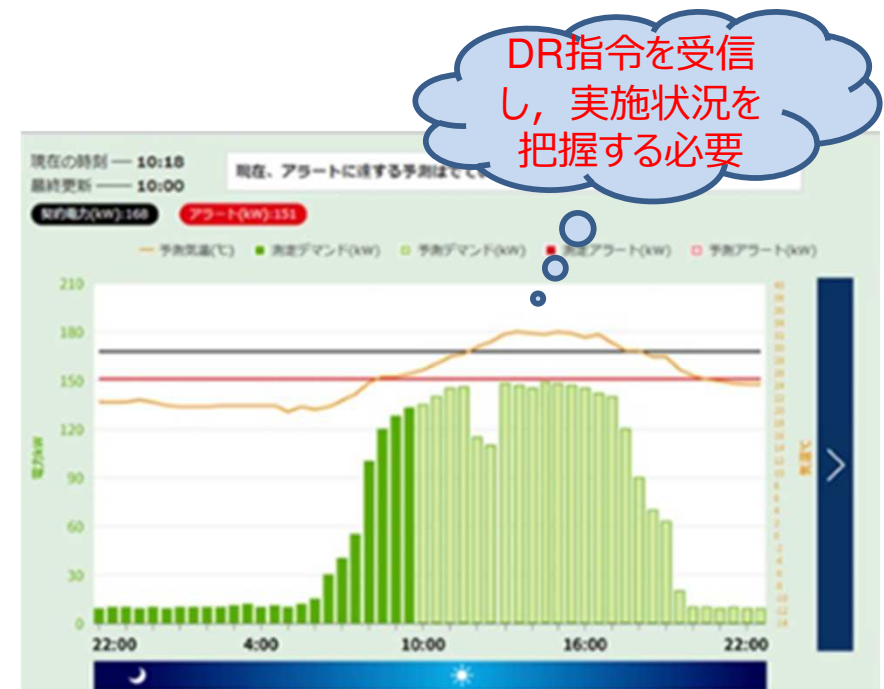 DR指令を受信
し，実施状況を
把握する必要
現在の時刻 ― 10:18
最終更新 ― 10:00
現在、アラートに達する予測はでて
契約電力(kW):168
アラート(kW):151
予測気温(℃)
測定デマンド(kW)
予測デマンド(kW)
測定アラート(kW)
予測アラート(kW)
210
180
150
120
90
60
30
0
電力kW
気温℃
22:00
4:00
10:00
16:00
22:00